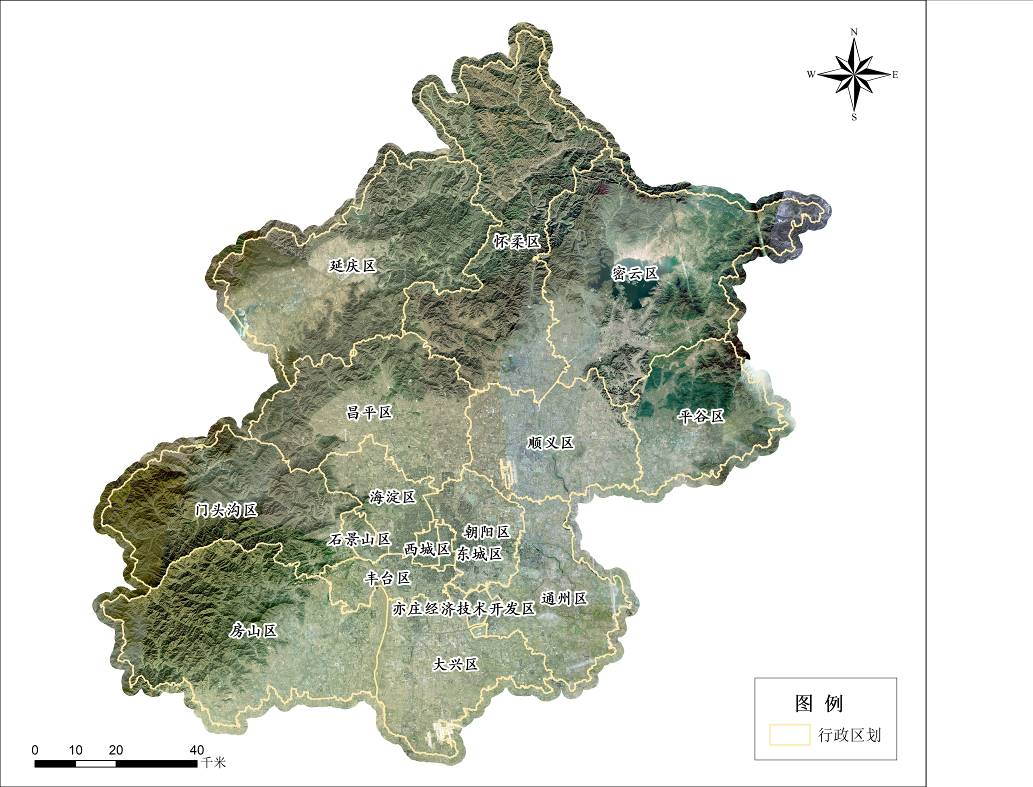 N
W E
S
怀柔区
延庆区
密云区
昌平区
平谷区
顺义区
海淀区
门头沟区
朝阳区
石景山区
西城区
东城区
丰台区
通州区
亦庄经济技术开发区
房山区
大兴区
图 例
行政区划
0 10 20 40
千米